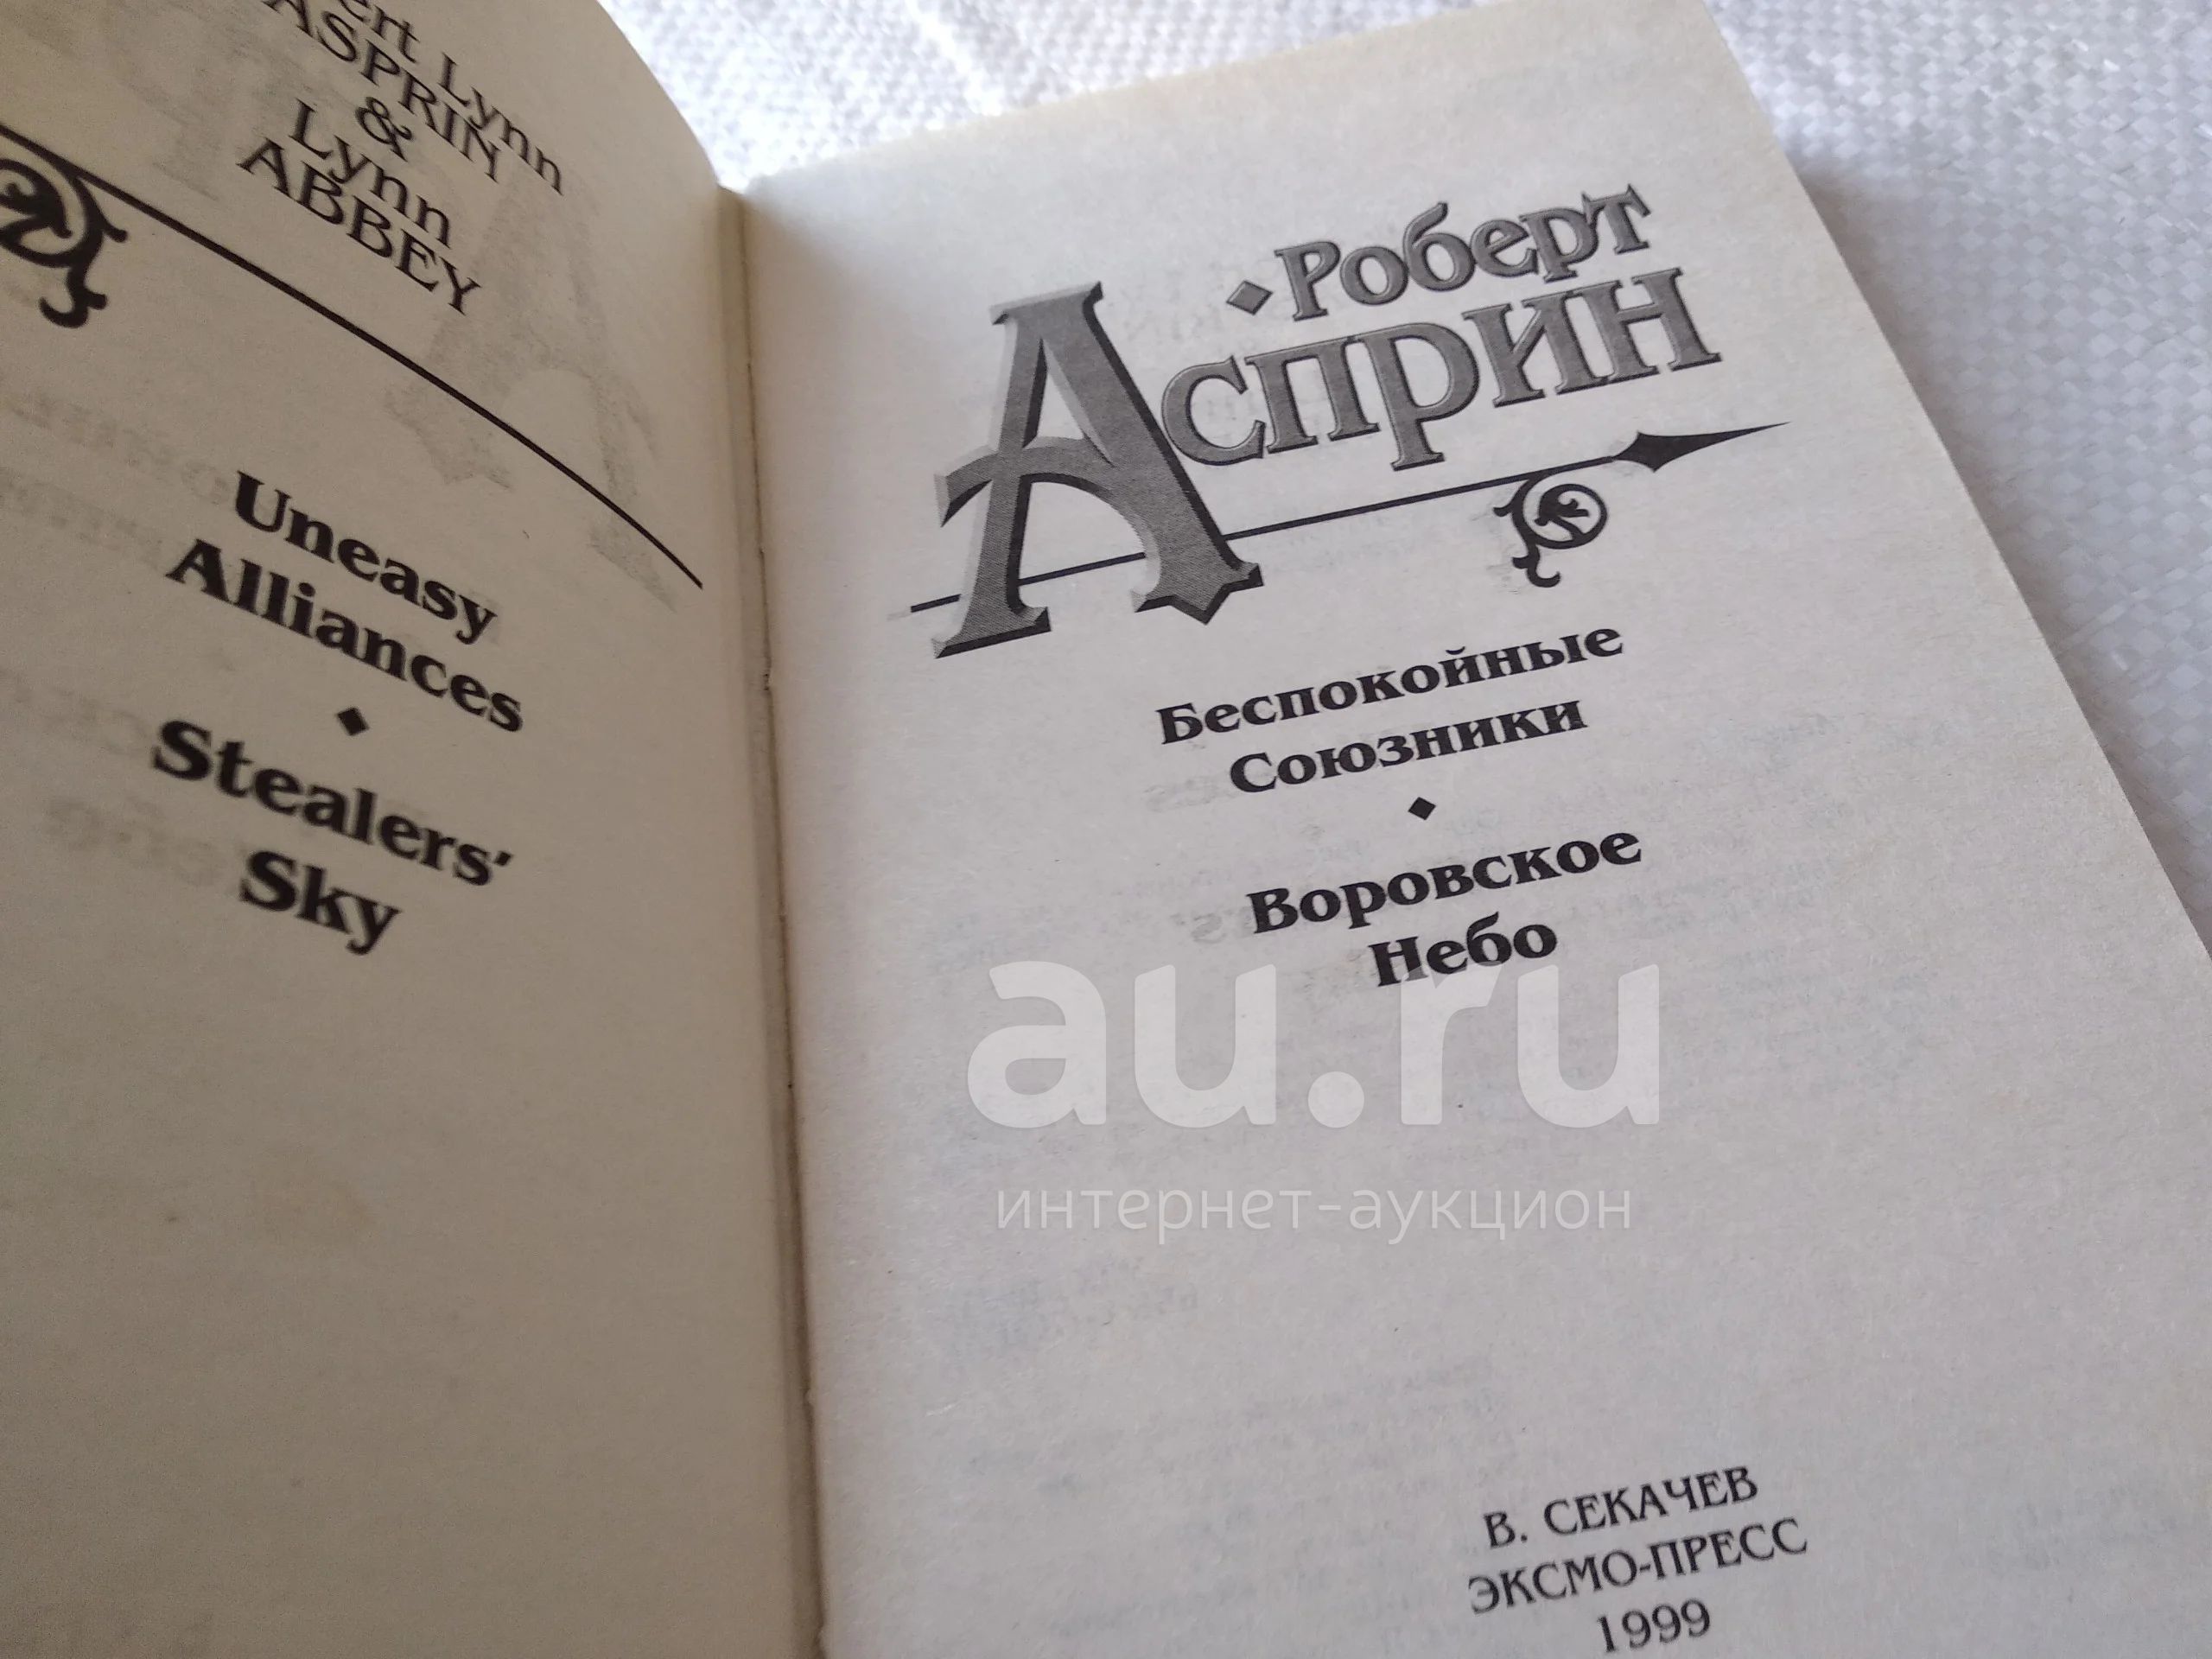 Lynn
ASPRIN
&
Lynn
ABBEY
Uneasy
Alliances
Stealers'
Sky
Роберт
Асприн
Беспокойные
Союзники
Воровское
Небо
au.ru
интернет-аукцион
В. СЕКАЧЕВ
ЭКСМО-ПРЕСС
1999